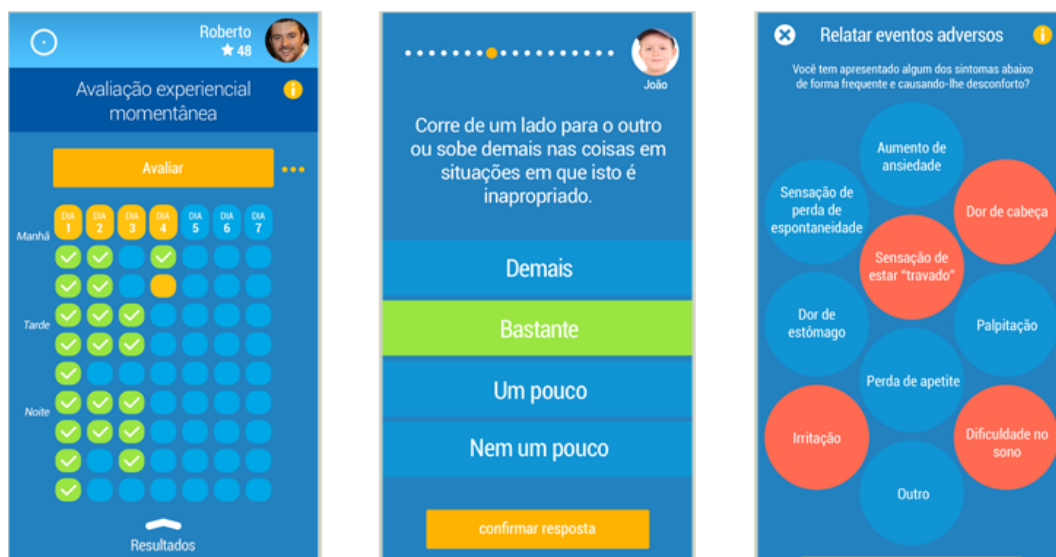 Roberto
★ 48
Avaliação experiencial
momentânea
i
Avaliar
DIA 1
DIA 2
DIA 3
DIA 4
DIA 5
DIA 6
DIA 7
Manhã
Tarde
Noite
Resultados
João
Corre de um lado para o outro
ou sobe demais nas coisas em
situações em que isto é
inapropriado.
Demais
Bastante
Um pouco
Nem um pouco
confirmar resposta
Relatar eventos adversos
i
Você tem apresentado algum dos sintomas abaixo
de forma frequente e causando-lhe desconforto?
Aumento de
ansiedade
Sensação de
perda de
espontaneidade
Dor de cabeça
Sensação de
estar "travado"
Dor de
estômago
Palpitação
Perda de apetite
Irritação
Dificuldade no
sono
Outro